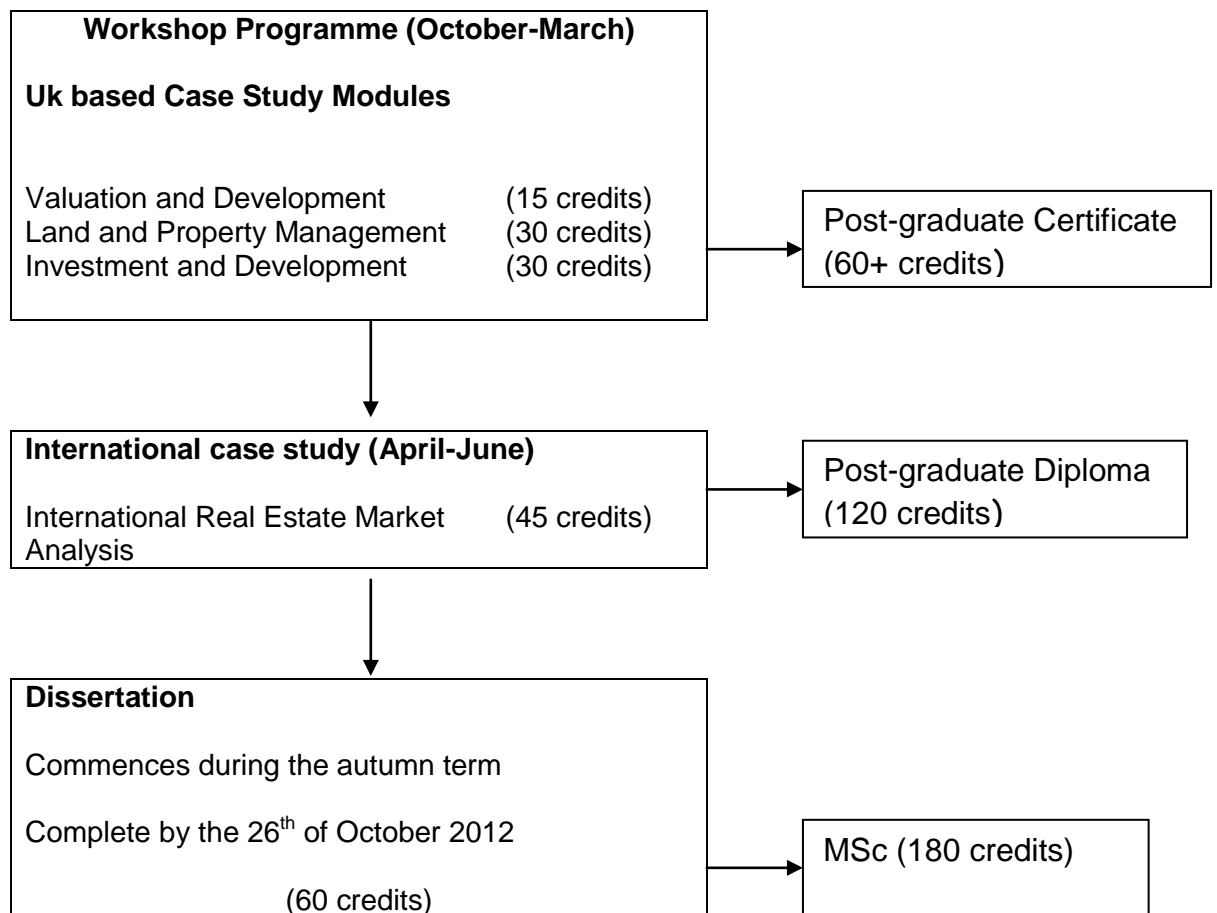 Workshop Programme (October-March)
Uk based Case Study Modules
Valuation and Development (15 credits)
Land and Property Management (30 credits)
Investment and Development (30 credits)
Post-graduate Certificate
(60+ credits)
International case study (April-June)
International Real Estate Market (45 credits)
Analysis
Post-graduate Diploma
(120 credits)
Dissertation
Commences during the autumn term
Complete by the 26th of October 2012
(60 credits)
MSc (180 credits)